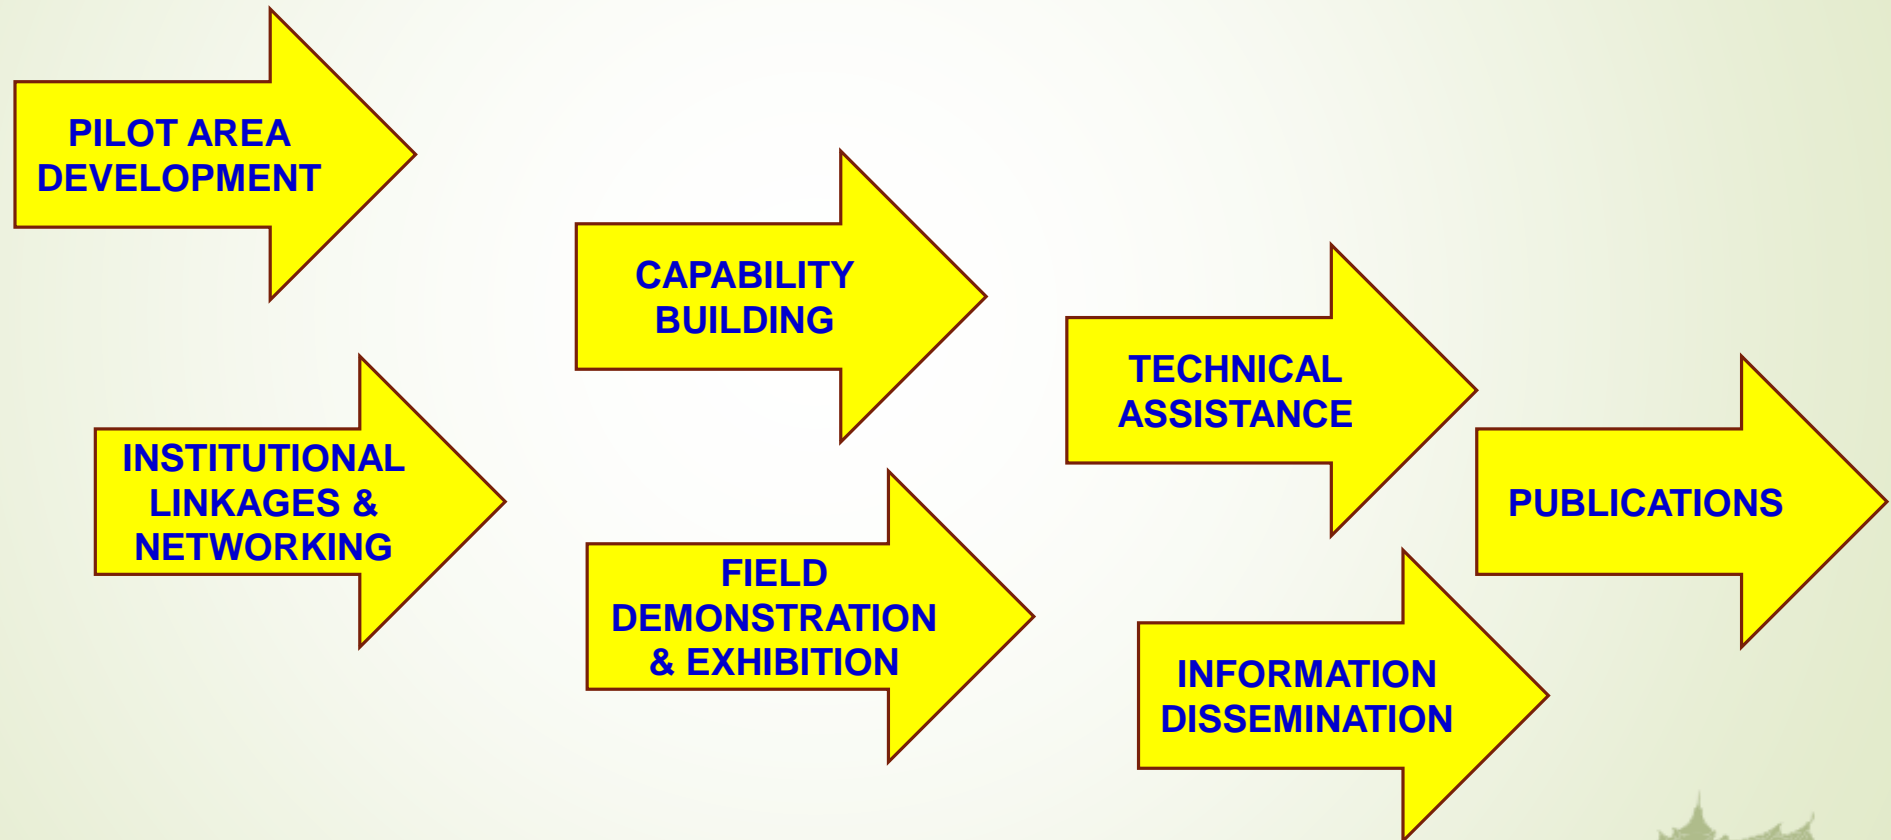 PILOT AREA
DEVELOPMENT
INSTITUTIONAL
LINKAGES &
NETWORKING
CAPABILITY
BUILDING
FIELD
DEMONSTRATION
& EXHIBITION
TECHNICAL
ASSISTANCE
INFORMATION
DISSEMINATION
PUBLICATIONS